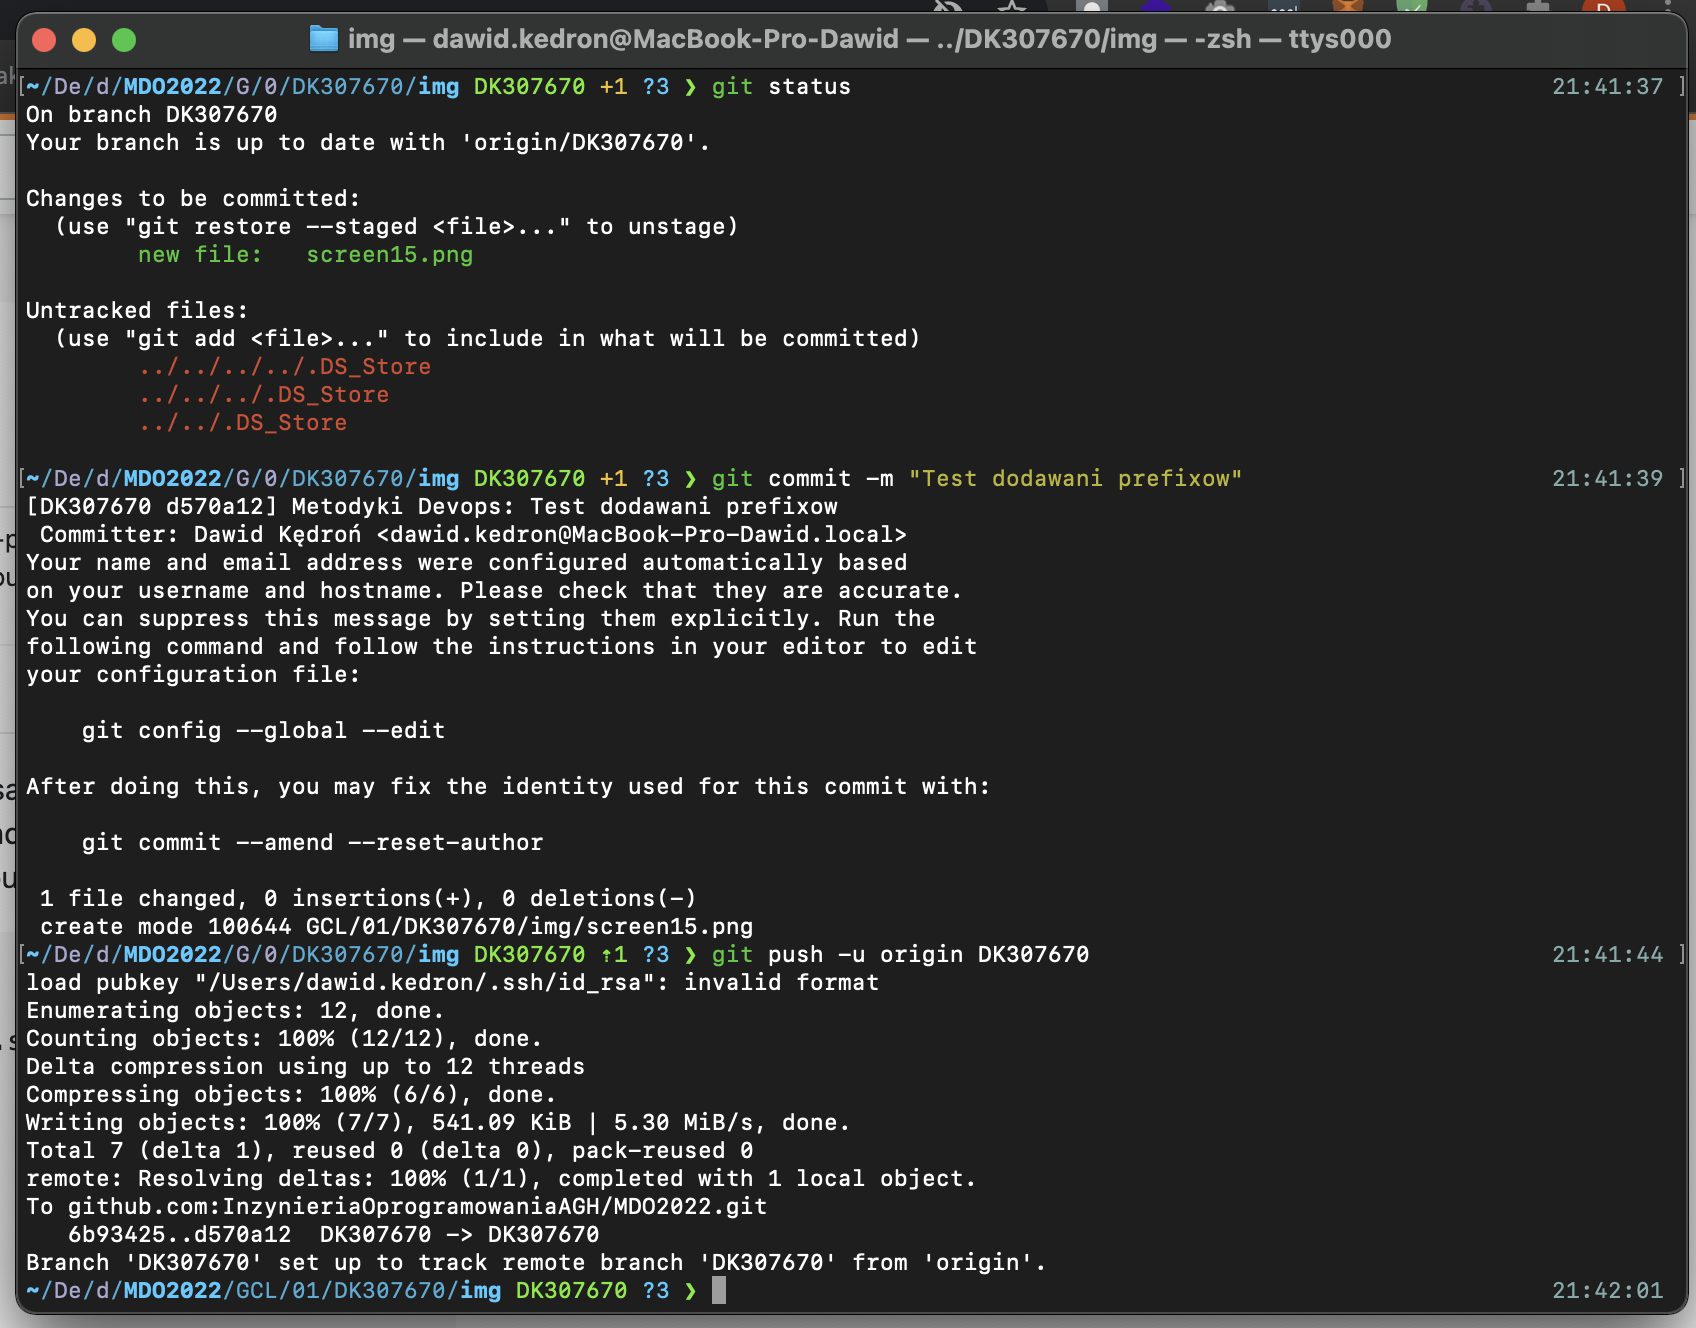 img — dawid.kedron@MacBook-Pro-Dawid — ../DK307670/img — -zsh — ttys000
[~/De/d/MDO2022/G/0/DK307670/img DK307670 +1 ?3 ❯ git status 21:41:37 ]
On branch DK307670
Your branch is up to date with 'origin/DK307670'.
Changes to be committed:
(use "git restore --staged <file>..." to unstage)
new file:   screen15.png
Untracked files:
(use "git add <file>..." to include in what will be committed)
../../../../.DS_Store
../../../.DS_Store
../../.DS_Store
[~/De/d/MDO2022/G/0/DK307670/img DK307670 +1 ?3 ❯ git commit -m "Test dodawani prefixow" 21:41:39 ]
[DK307670 d570a12] Metodyki Devops: Test dodawani prefixow
Committer: Dawid Kędroń <dawid.kedron@MacBook-Pro-Dawid.local>
Your name and email address were configured automatically based
on your username and hostname. Please check that they are accurate.
You can suppress this message by setting them explicitly. Run the
following command and follow the instructions in your editor to edit
your configuration file:
git config --global --edit
After doing this, you may fix the identity used for this commit with:
git commit --amend --reset-author
1 file changed, 0 insertions(+), 0 deletions(-)
create mode 100644 GCL/01/DK307670/img/screen15.png
[~/De/d/MDO2022/G/0/DK307670/img DK307670 ⇡1 ?3 ❯ git push -u origin DK307670 21:41:44 ]
load pubkey "/Users/dawid.kedron/.ssh/id_rsa": invalid format
Enumerating objects: 12, done.
Counting objects: 100% (12/12), done.
Delta compression using up to 12 threads
Compressing objects: 100% (6/6), done.
Writing objects: 100% (7/7), 541.09 KiB | 5.30 MiB/s, done.
Total 7 (delta 1), reused 0 (delta 0), pack-reused 0
remote: Resolving deltas: 100% (1/1), completed with 1 local object.
To github.com:InzynieriaOprogramowaniaAGH/MDO2022.git
6b93425..d570a12  DK307670 -> DK307670
Branch 'DK307670' set up to track remote branch 'DK307670' from 'origin'.
~/De/d/MDO2022/GCL/01/DK307670/img DK307670 ?3 ❯ 21:42:01